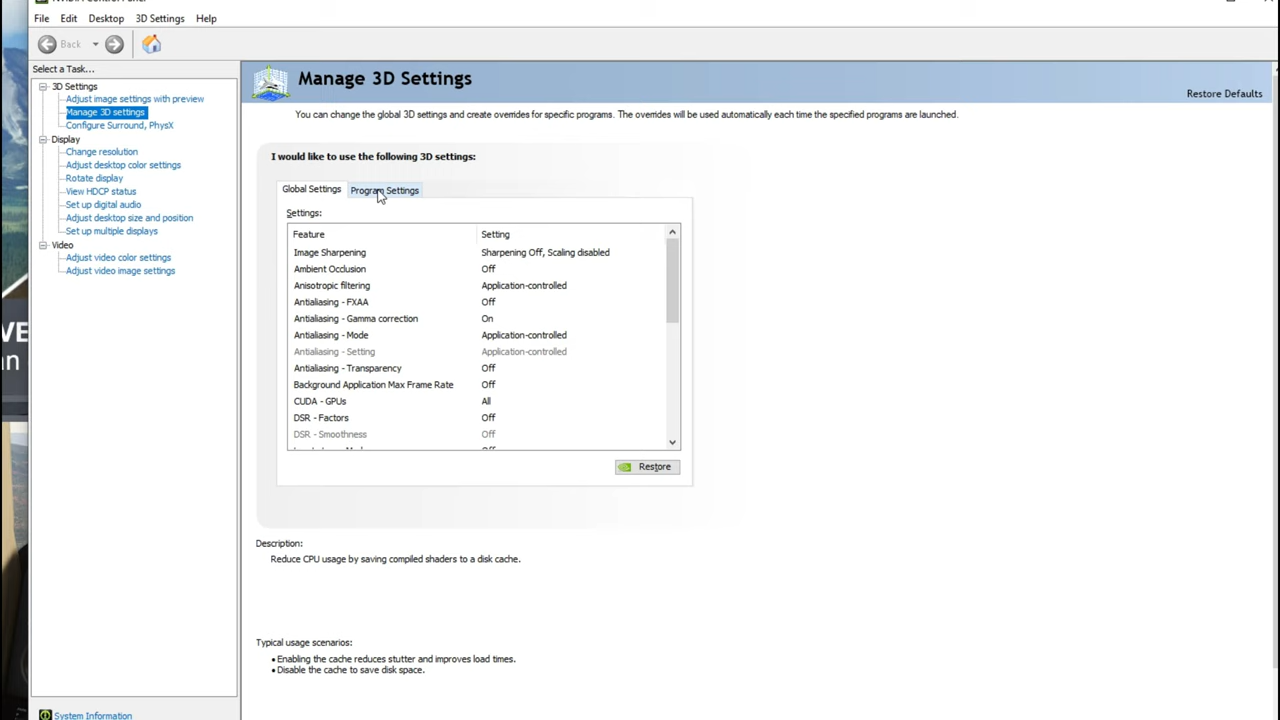 File Edit Desktop 3D Settings Help
Back
Select a Task...
3D Settings
Adjust image settings with preview
Manage 3D settings
Configure Surround, PhysX
Display
Change resolution
Adjust desktop color settings
Rotate display
View HDCP status
Set up digital audio
Adjust desktop size and position
Set up multiple displays
Video
Adjust video color settings
Adjust video image settings
System Information
VE
an
Manage 3D Settings
Restore Defaults
You can change the global 3D settings and create overrides for specific programs. The overrides will be used automatically each time the specified programs are launched.
I would like to use the following 3D settings:
Global Settings Program Settings
Settings:
Feature Setting
Image Sharpening Sharpening Off, Scaling disabled
Ambient Occlusion Off
Anisotropic filtering Application-controlled
Antialiasing - FXAA Off
Antialiasing - Gamma correction On
Antialiasing - Mode Application-controlled
Antialiasing - Setting Application-controlled
Antialiasing - Transparency Off
Background Application Max Frame Rate Off
CUDA - GPUs All
DSR - Factors Off
DSR - Smoothness Off
Restore
Description:
Reduce CPU usage by saving compiled shaders to a disk cache.
Typical usage scenarios:
• Enabling the cache reduces stutter and improves load times.
• Disable the cache to save disk space.